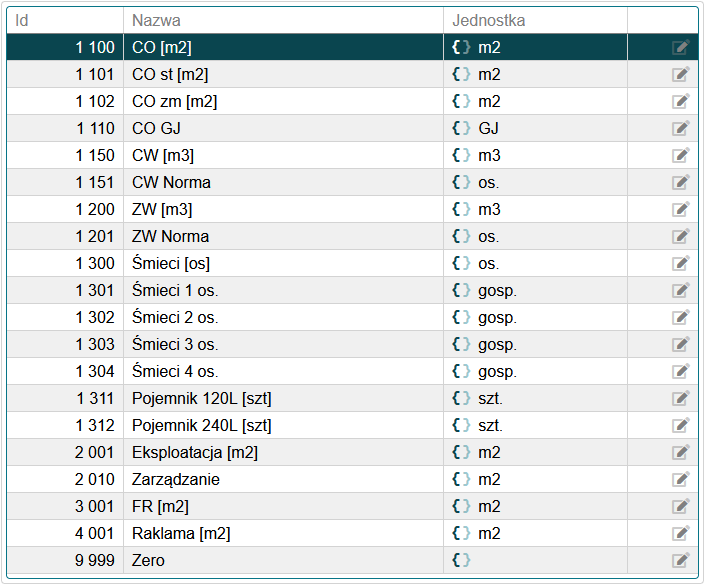 Id Nazwa Jednostka
1 100 CO [m2] {} m2
1 101 CO st [m2] {} m2
1 102 CO zm [m2] {} m2
1 110 CO GJ {} GJ
1 150 CW [m3] {} m3
1 151 CW Norma {} os.
1 200 ZW [m3] {} m3
1 201 ZW Norma {} os.
1 300 Śmieci [os] {} os.
1 301 Śmieci 1 os. {} gosp.
1 302 Śmieci 2 os. {} gosp.
1 303 Śmieci 3 os. {} gosp.
1 304 Śmieci 4 os. {} gosp.
1 311 Pojemnik 120L [szt] {} szt.
1 312 Pojemnik 240L [szt] {} szt.
2 001 Eksploatacja [m2] {} m2
2 010 Zarządzanie {} m2
3 001 FR [m2] {} m2
4 001 Raklama [m2] {} m2
9 999 Zero {}